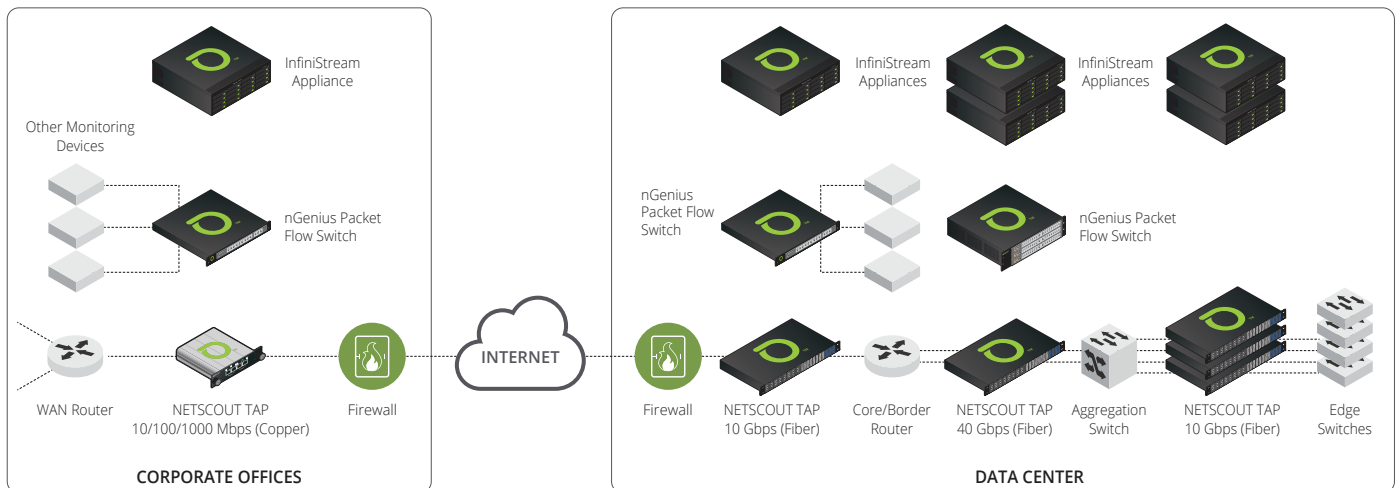 InfiniStream
Appliance
Other Monitoring
Devices
nGenius Packet
Flow Switch
WAN Router
NETSCOUT TAP
10/100/1000 Mbps (Copper)
Firewall
CORPORATE OFFICES
INTERNET
InfiniStream
Appliances
InfiniStream
Appliances
nGenius
Packet Flow
Switch
nGenius Packet
Flow Switch
Firewall
NETSCOUT TAP
10 Gbps (Fiber)
Core/Border
Router
NETSCOUT TAP
40 Gbps (Fiber)
Aggregation
Switch
NETSCOUT TAP
10 Gbps (Fiber)
Edge
Switches
DATA CENTER